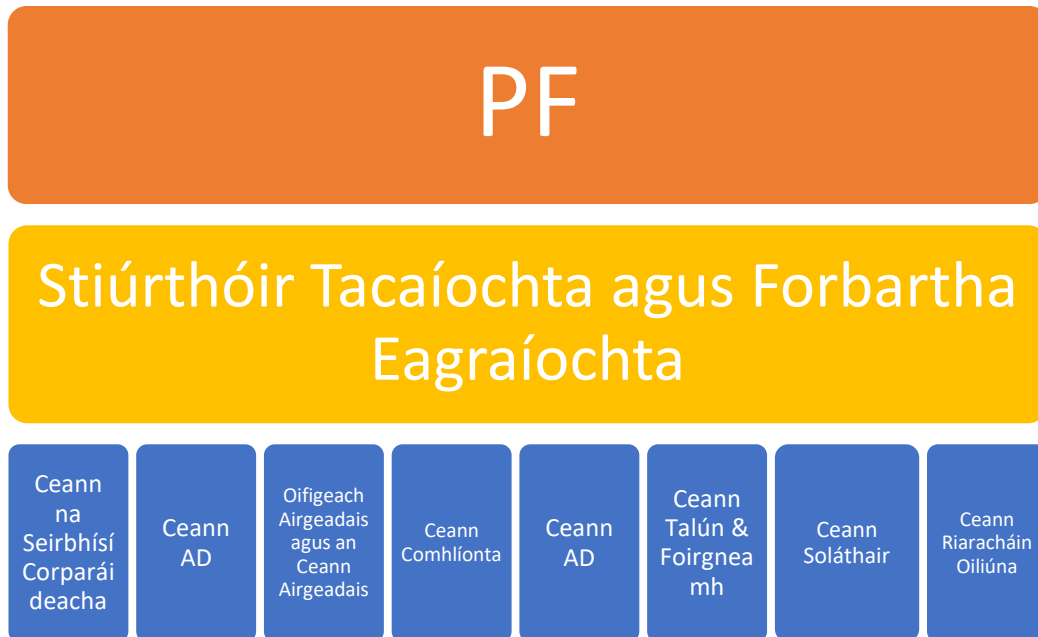 PF
Stiúrthóir Tacaíochta agus Forbartha
Eagraíochta
Ceann
na
Seirbhísí
Corparái
deacha
Ceann
AD
Oifigeach
Airgeadais
agus an
Ceann
Airgeadais
Ceann
Comhlíonta
Ceann
AD
Ceann
Talún &
Foirgnea
mh
Ceann
Soláthair
Ceann
Riaracháin
Oiliúna